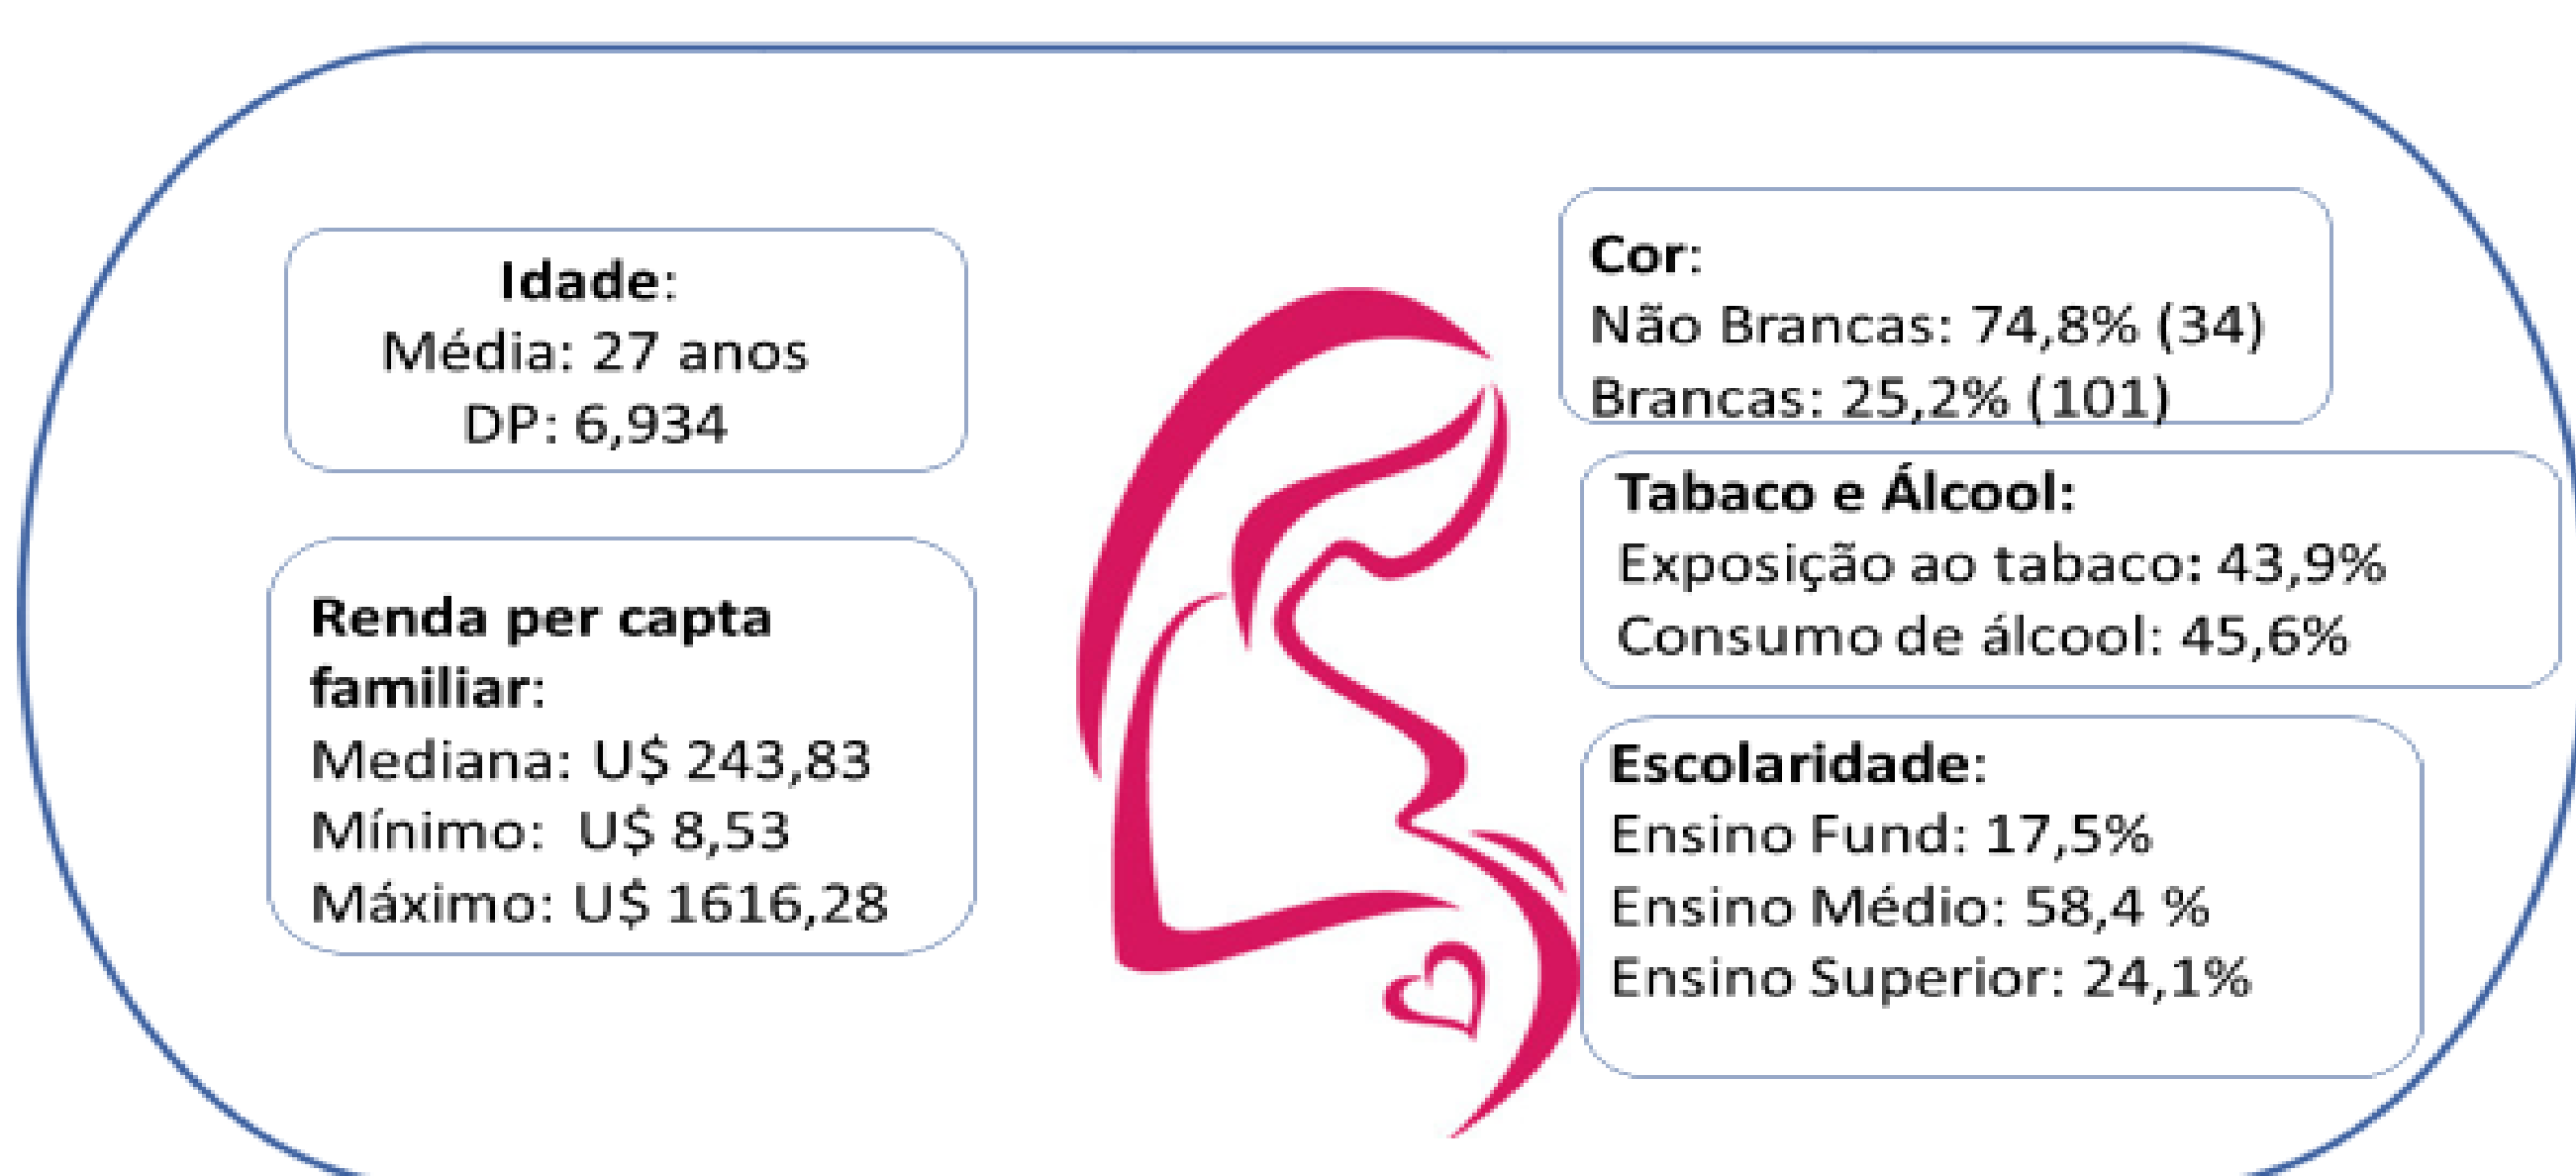 Idade:
Média: 27 anos
DP: 6,934
Renda per capta
familiar:
Mediana: U$ 243,83
Mínimo: U$ 8,53
Máximo: U$ 1616,28
Cor:
Não Brancas: 74,8% (34)
Brancas: 25,2% (101)
Tabaco e Álcool:
Exposição ao tabaco: 43,9%
Consumo de álcool: 45,6%
Escolaridade:
Ensino Fund: 17,5%
Ensino Médio: 58,4 %
Ensino Superior: 24,1%